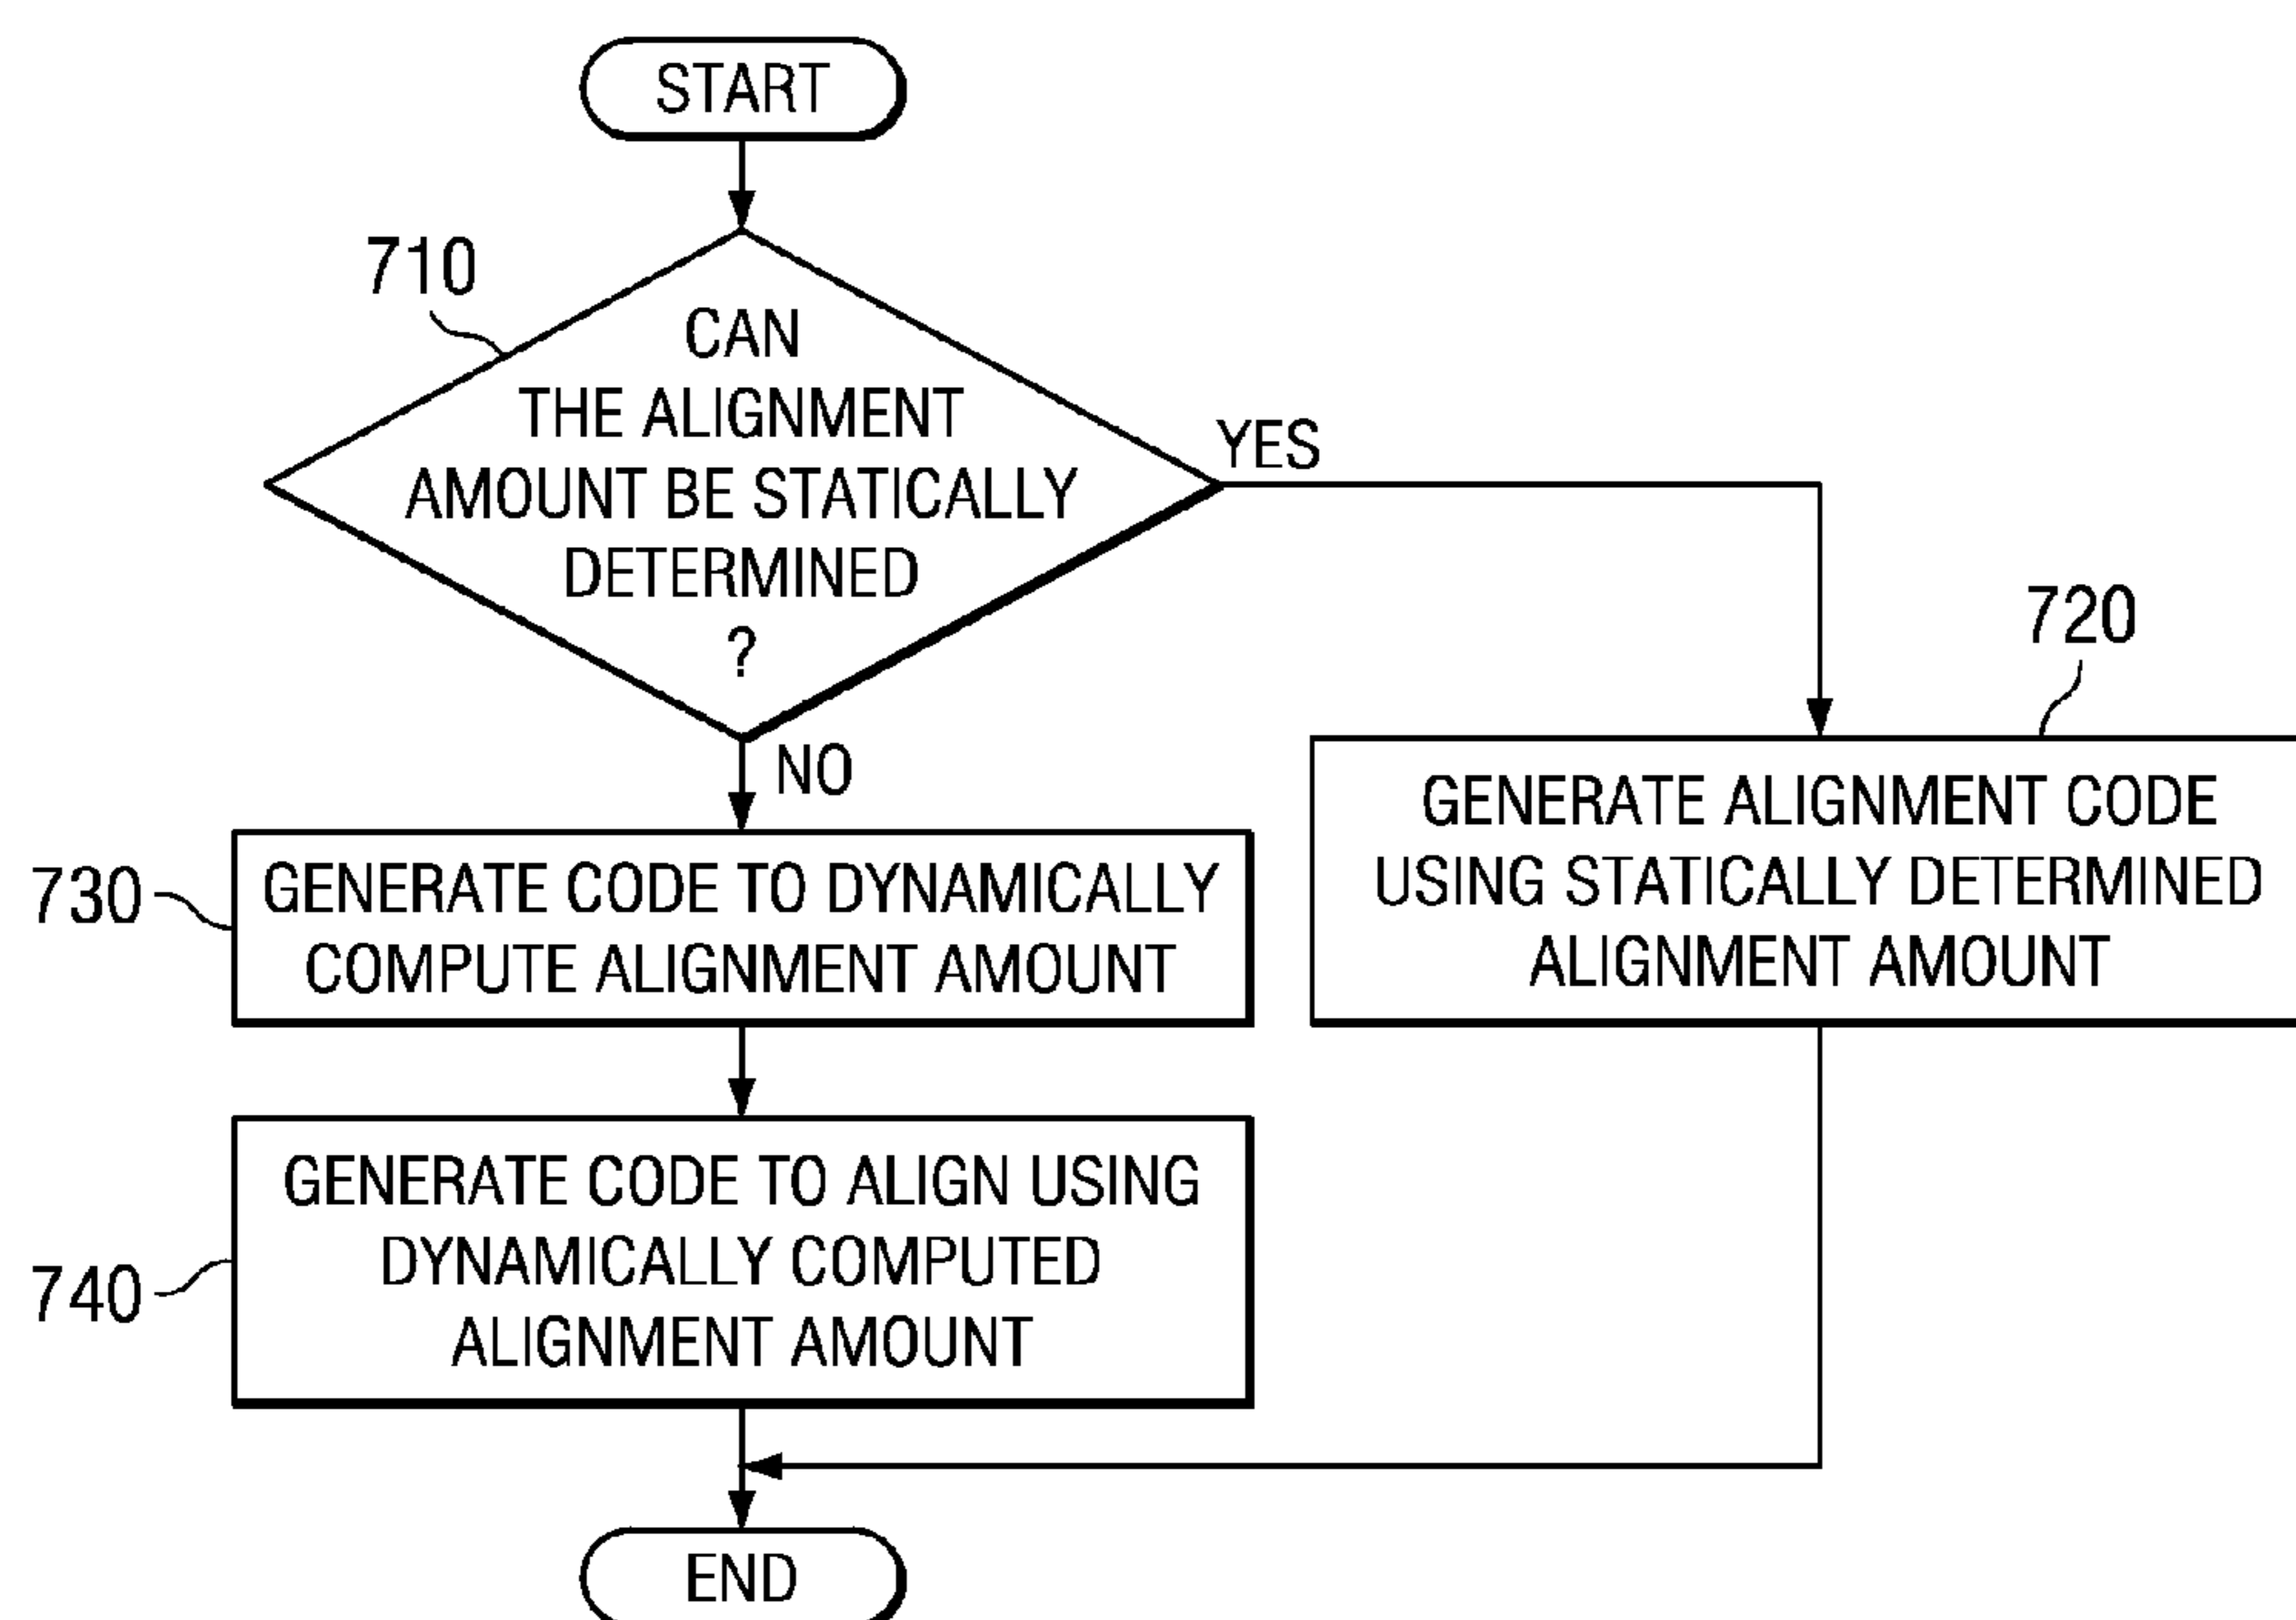 START
710
CAN
THE ALIGNMENT
AMOUNT BE STATICALLY
DETERMINED
?
YES
NO
720
GENERATE ALIGNMENT CODE
USING STATICALLY DETERMINED
ALIGNMENT AMOUNT
730
GENERATE CODE TO DYNAMICALLY
COMPUTE ALIGNMENT AMOUNT
740
GENERATE CODE TO ALIGN USING
DYNAMICALLY COMPUTED
ALIGNMENT AMOUNT
END